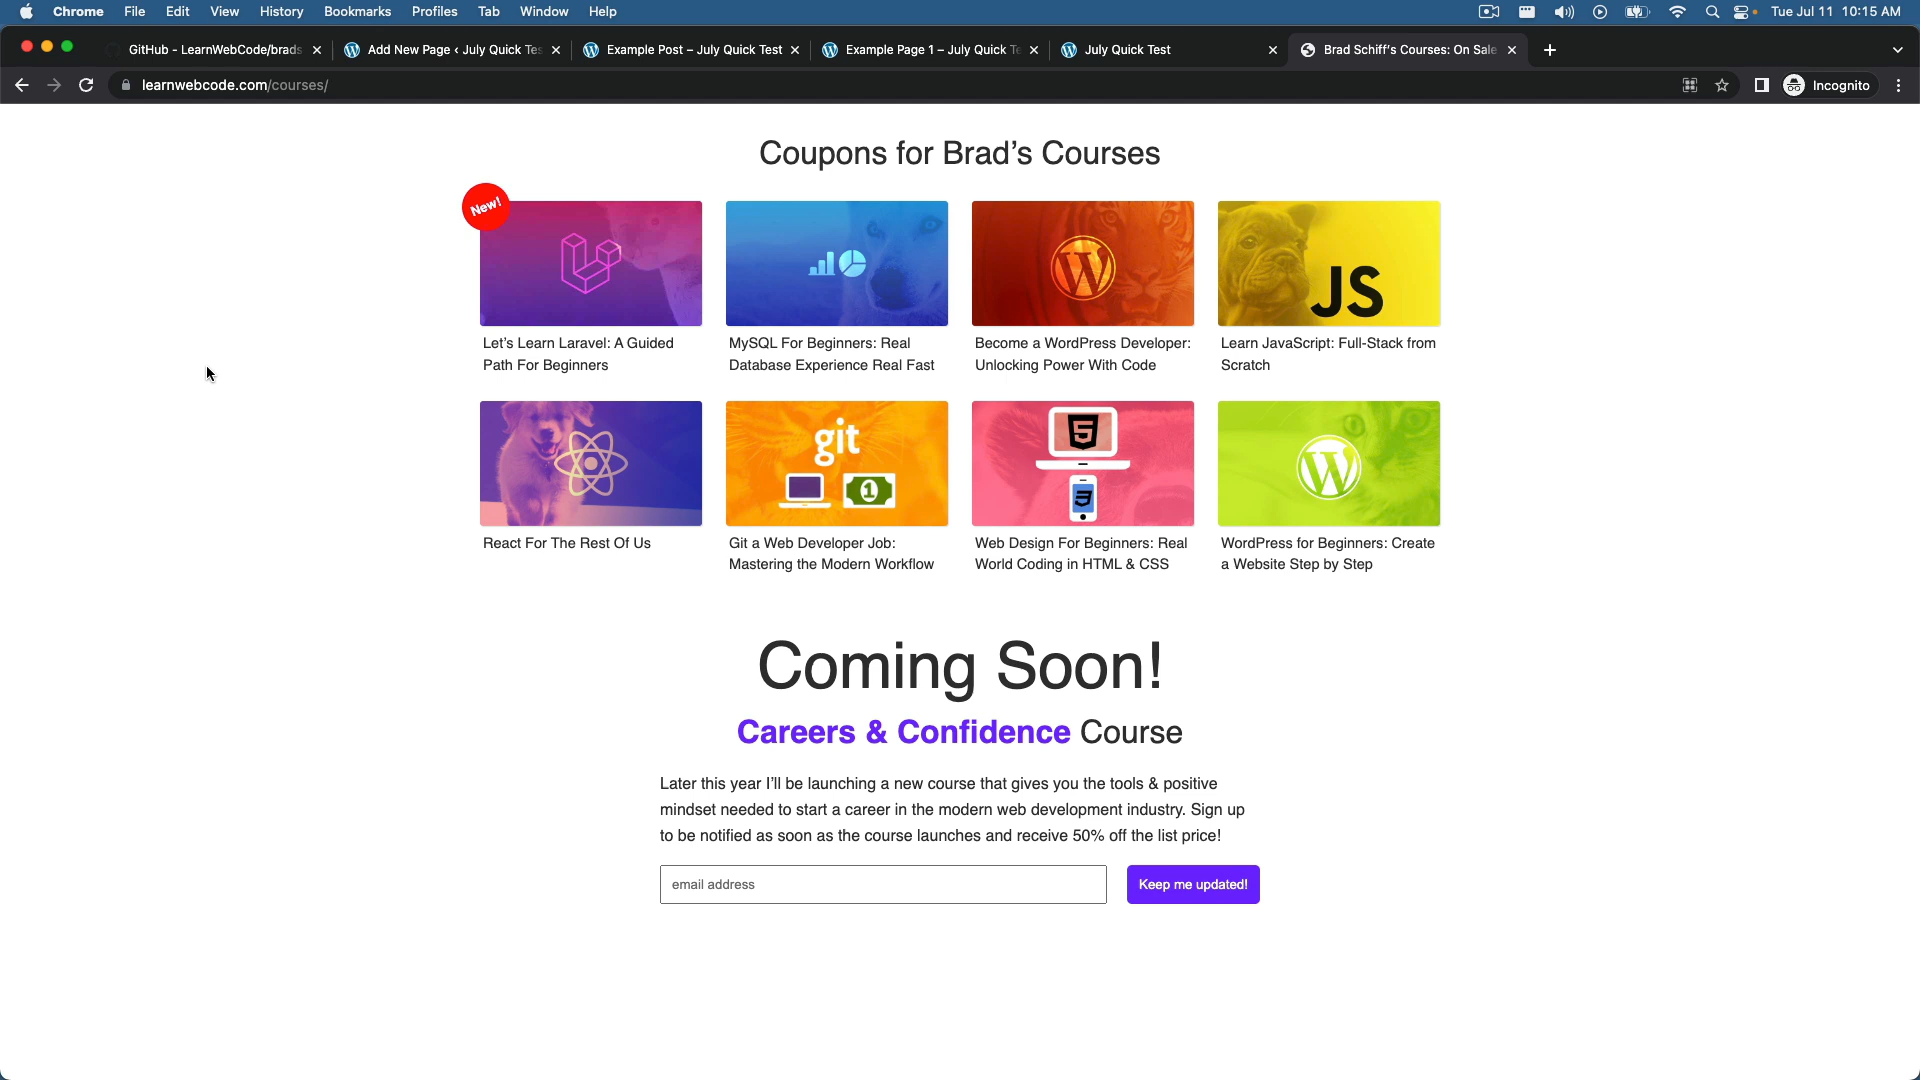 Chrome File Edit View History Bookmarks Profiles Tab Window Help Tue Jul 11 10:15 AM
GitHub - LearnWebCode/brads Add New Page ‹ July Quick Tes Example Post – July Quick Test Example Page 1 – July Quick Te July Quick Test Brad Schiff's Courses: On Sale
learnwebcode.com/courses/ Incognito
Coupons for Brad's Courses
New!
JS
Let's Learn Laravel: A Guided
Path For Beginners
MySQL For Beginners: Real
Database Experience Real Fast
Become a WordPress Developer:
Unlocking Power With Code
Learn JavaScript: Full-Stack from
Scratch
git
1
5
3
React For The Rest Of Us
Git a Web Developer Job:
Mastering the Modern Workflow
Web Design For Beginners: Real
World Coding in HTML & CSS
WordPress for Beginners: Create
a Website Step by Step
Coming Soon!
Careers & Confidence Course
Later this year I'll be launching a new course that gives you the tools & positive
mindset needed to start a career in the modern web development industry. Sign up
to be notified as soon as the course launches and receive 50% off the list price!
email address
Keep me updated!